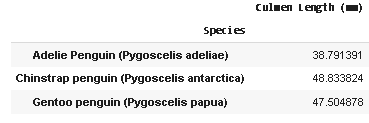 Culmen Length (mm)
Species
Adelie Penguin (Pygoscelis adeliae) 38.791391
Chinstrap penguin (Pygoscelis antarctica) 48.833824
Gentoo penguin (Pygoscelis papua) 47.504878